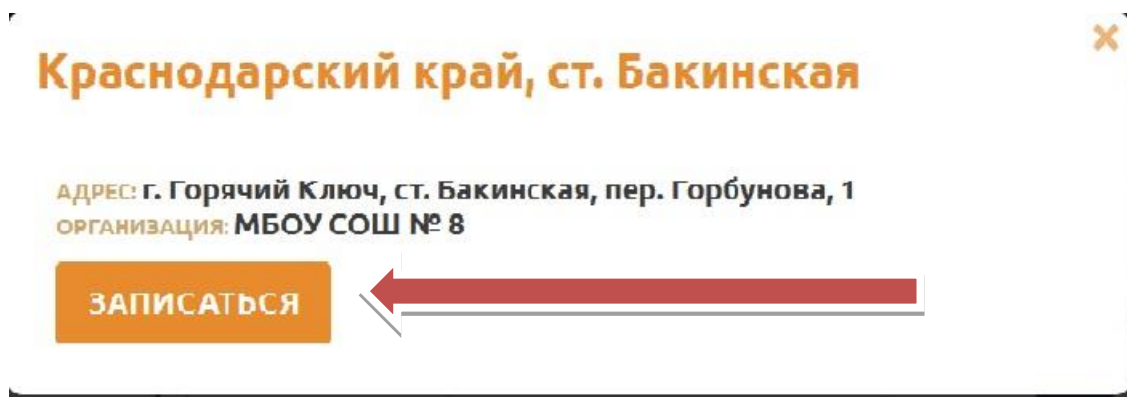 Краснодарский край, ст. Бакинская
АДРЕС: г. Горячий Ключ, ст. Бакинская, пер. Горбунова, 1
ОРГАНИЗАЦИЯ: МБОУ СОШ № 8
ЗАПИСАТЬСЯ